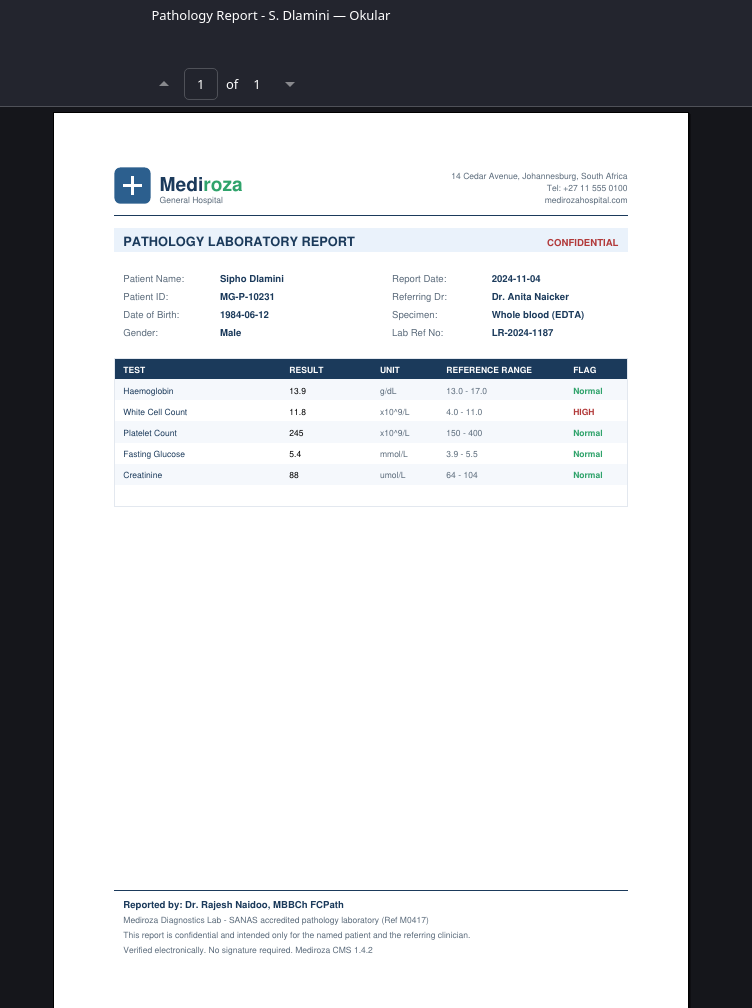 Pathology Report - S. Dlamini — Okular
1 of 1
Mediroza
General Hospital
14 Cedar Avenue, Johannesburg, South Africa
Tel: +27 11 555 0100
medirozahospital.com
PATHOLOGY LABORATORY REPORT CONFIDENTIAL
Patient Name: Sipho Dlamini Report Date: 2024-11-04
Patient ID: MG-P-10231 Referring Dr: Dr. Anita Naicker
Date of Birth: 1984-06-12 Specimen: Whole blood (EDTA)
Gender: Male Lab Ref No: LR-2024-1187
TEST RESULT UNIT REFERENCE RANGE FLAG
Haemoglobin 13.9 g/dL 13.0 - 17.0 Normal
White Cell Count 11.8 x10^9/L 4.0 - 11.0 HIGH
Platelet Count 245 x10^9/L 150 - 400 Normal
Fasting Glucose 5.4 mmol/L 3.9 - 5.5 Normal
Creatinine 88 umol/L 64 - 104 Normal
Reported by: Dr. Rajesh Naidoo, MBBCh FCPath
Mediroza Diagnostics Lab - SANAS accredited pathology laboratory (Ref M0417)
This report is confidential and intended only for the named patient and the referring clinician.
Verified electronically. No signature required. Mediroza CMS 1.4.2